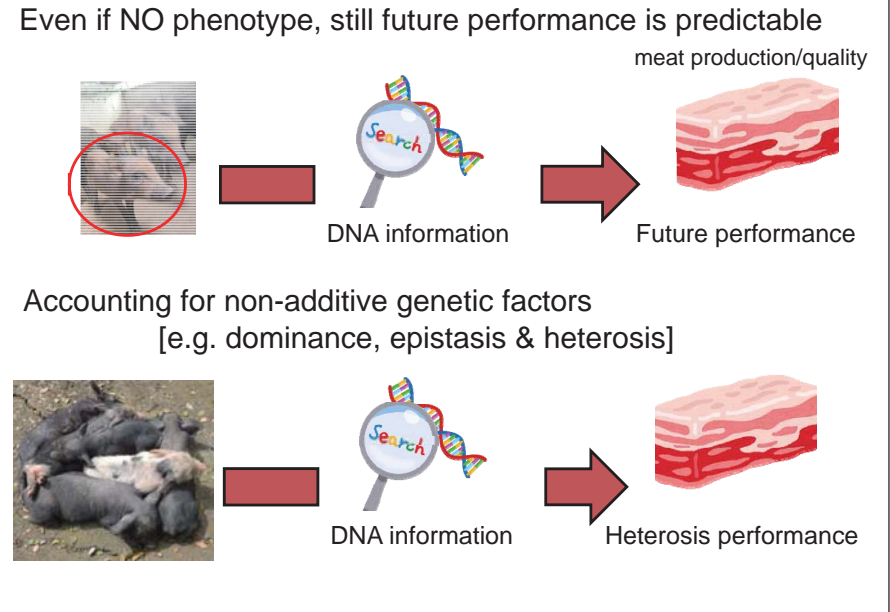 Even if NO phenotype, still future performance is predictable
meat production/quality
Search
DNA information
Future performance
Accounting for non-additive genetic factors
[e.g. dominance, epistasis & heterosis]
Search
DNA information
Heterosis performance